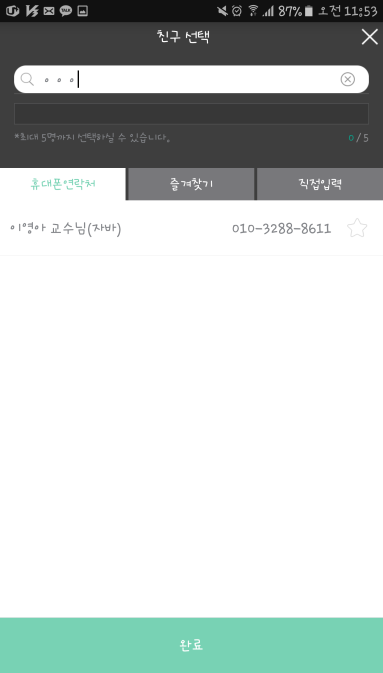 87% 오전 11:53
친구 선택
ㅇㅇㅇ
*최대 5명까지 선택하실 수 있습니다. 0 / 5
휴대폰연락처 즐겨찾기 직접입력
이영아 교수님(자바) 010-3288-8611
완료